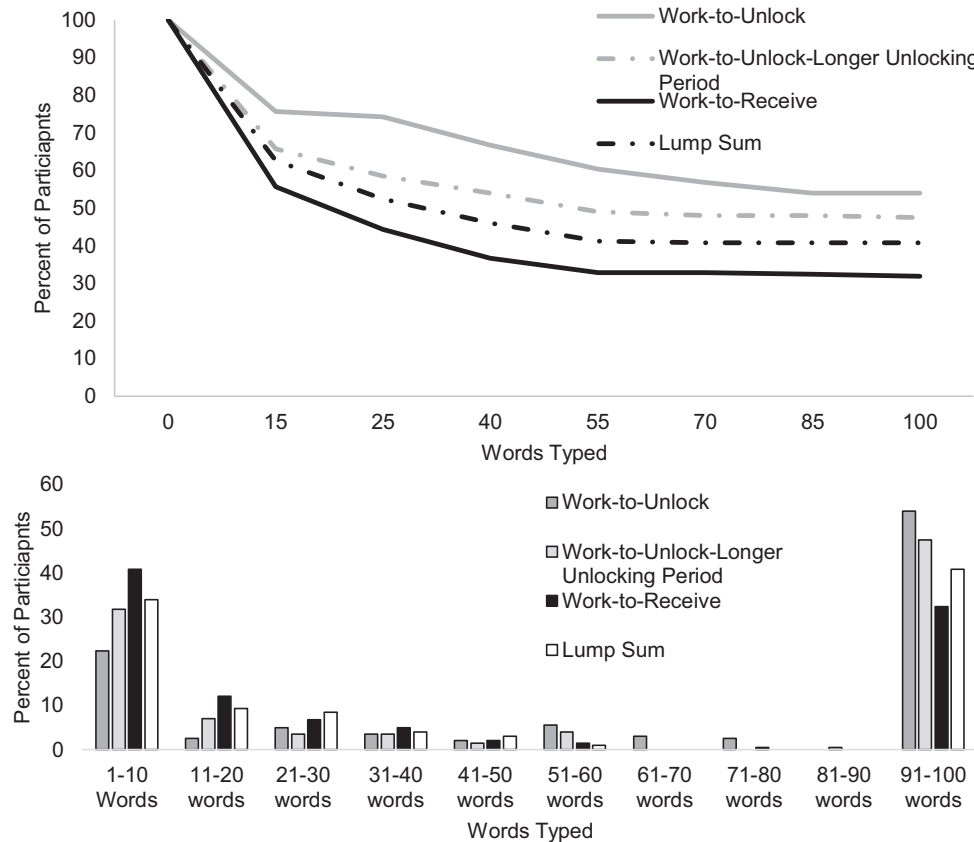 100
90
80
70
60
50
40
30
20
10
0
Percent of Particiapnts
Work-to-Unlock
Work-to-Unlock-Longer Unlocking
Period
Work-to-Receive
Lump Sum
0 15 25 40 55 70 85 100
Words Typed
60
50
40
30
20
10
0
Percent of Particiapnts
Work-to-Unlock
Work-to-Unlock-Longer
Unlocking Period
Work-to-Receive
Lump Sum
1-10 11-20 21-30 31-40 41-50 51-60 61-70 71-80 81-90 91-100
Words words words words words words words words words words
Words Typed